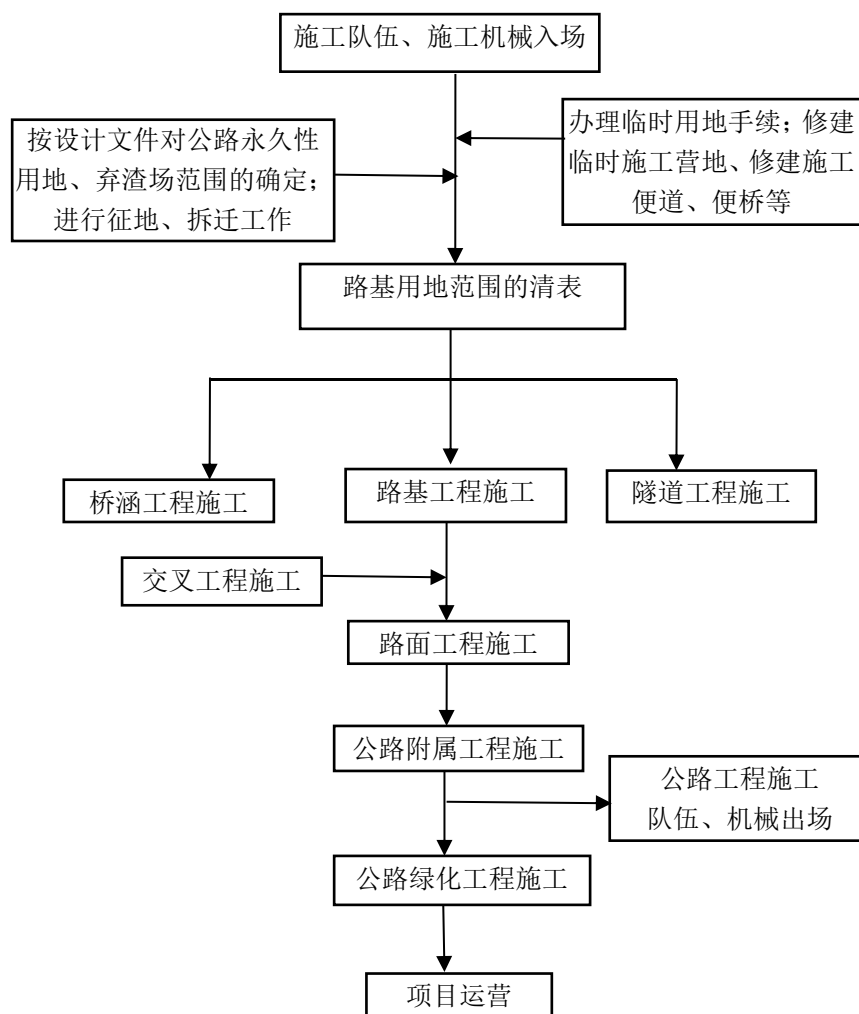 施工队伍、施工机械入场
按设计文件对公路永久性
用地、弃渣场范围的确定；
进行征地、拆迁工作
办理临时用地手续；修建
临时施工营地、修建施工
便道、便桥等
路基用地范围的清表
桥涵工程施工
路基工程施工
隧道工程施工
交叉工程施工
路面工程施工
公路附属工程施工
公路工程施工
队伍、机械出场
公路绿化工程施工
项目运营